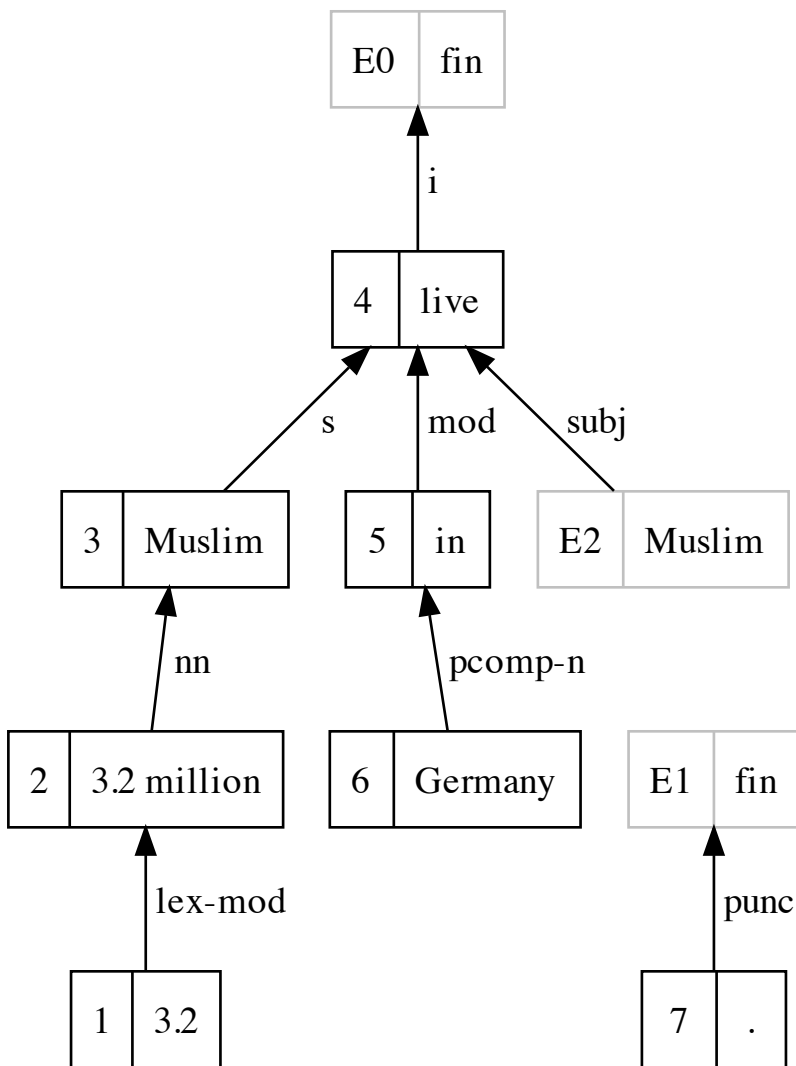 E0 fin
i
4 live
s mod subj
3 Muslim 5 in E2 Muslim
nn pcomp-n
2 3.2 million 6 Germany E1 fin
lex-mod punc
1 3.2 7 .